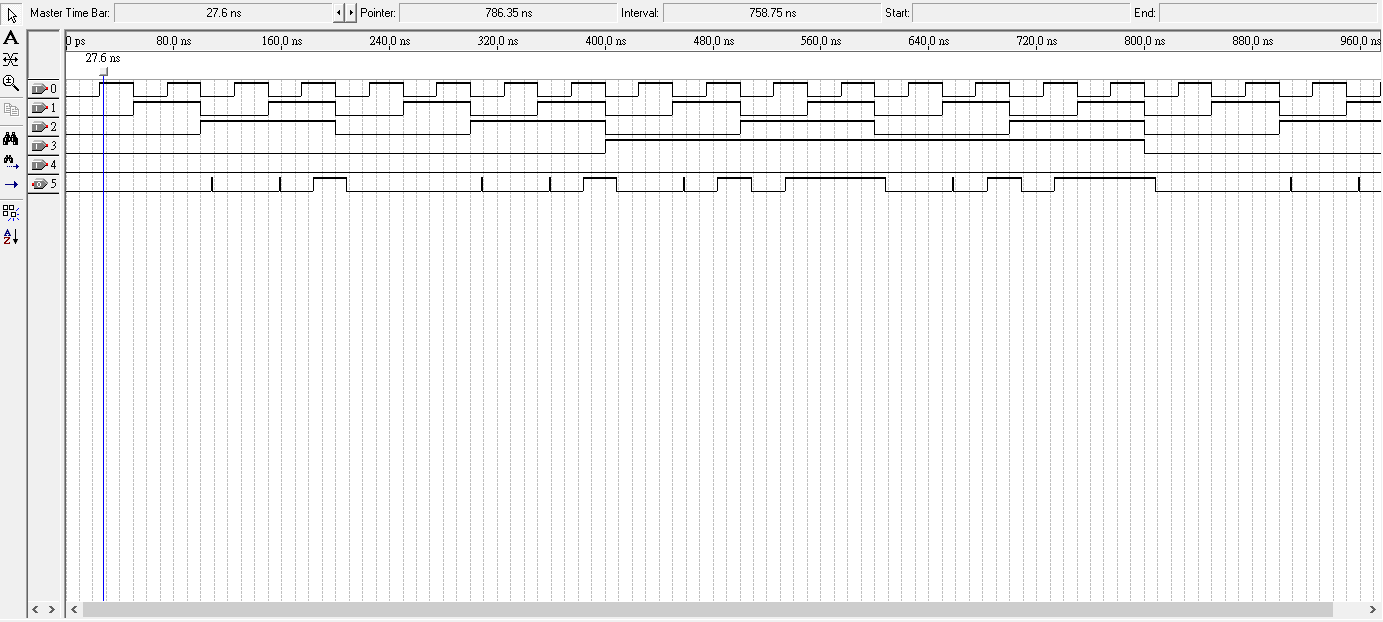 Master Time Bar: 27.6 ns Pointer: 786.35 ns Interval: 758.75 ns Start: End:
0 ps 80.0 ns 160.0 ns 240.0 ns 320.0 ns 400.0 ns 480.0 ns 560.0 ns 640.0 ns 720.0 ns 800.0 ns 880.0 ns 960.0 ns
27.6 ns
0
1
2
3
4
5